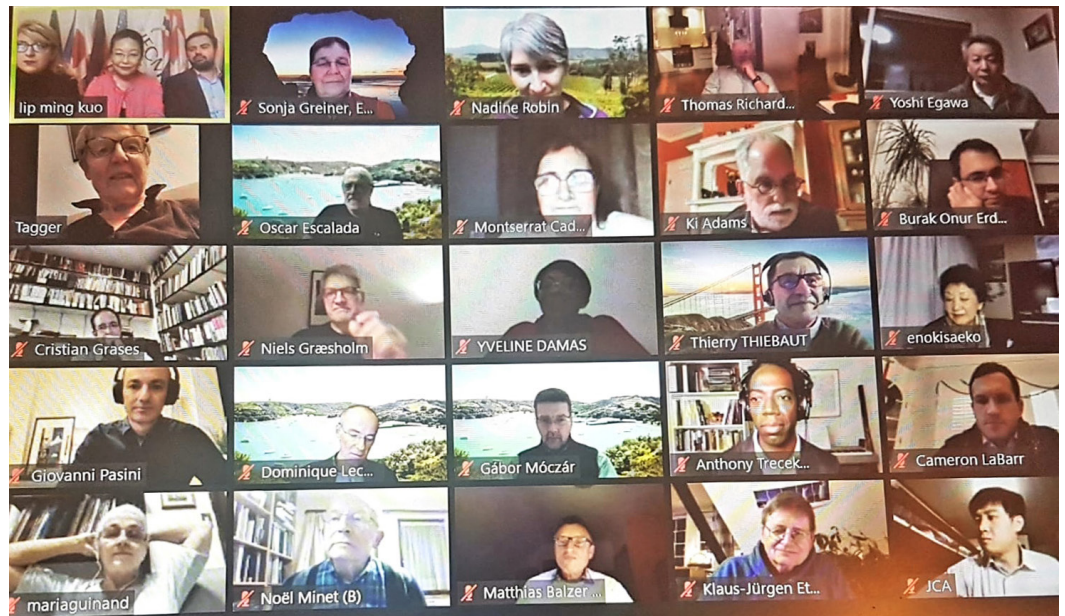 lip ming kuo
Sonja Greiner, E...
Nadine Robin
Thomas Richard...
Yoshi Egawa
Tagger
Oscar Escalada
Montserrat Cad...
Ki Adams
Burak Onur Erd...
Cristian Grases
Niels Græsholm
YVELINE DAMAS
Thierry THIEBAUT
enokisaeko
Giovanni Pasini
Dominique Lec...
Gábor Móczár
Anthony Trecek...
Cameron LaBarr
mariaguinand
Noël Minet (B)
Matthias Balzer ...
Klaus-Jürgen Et...
JCA